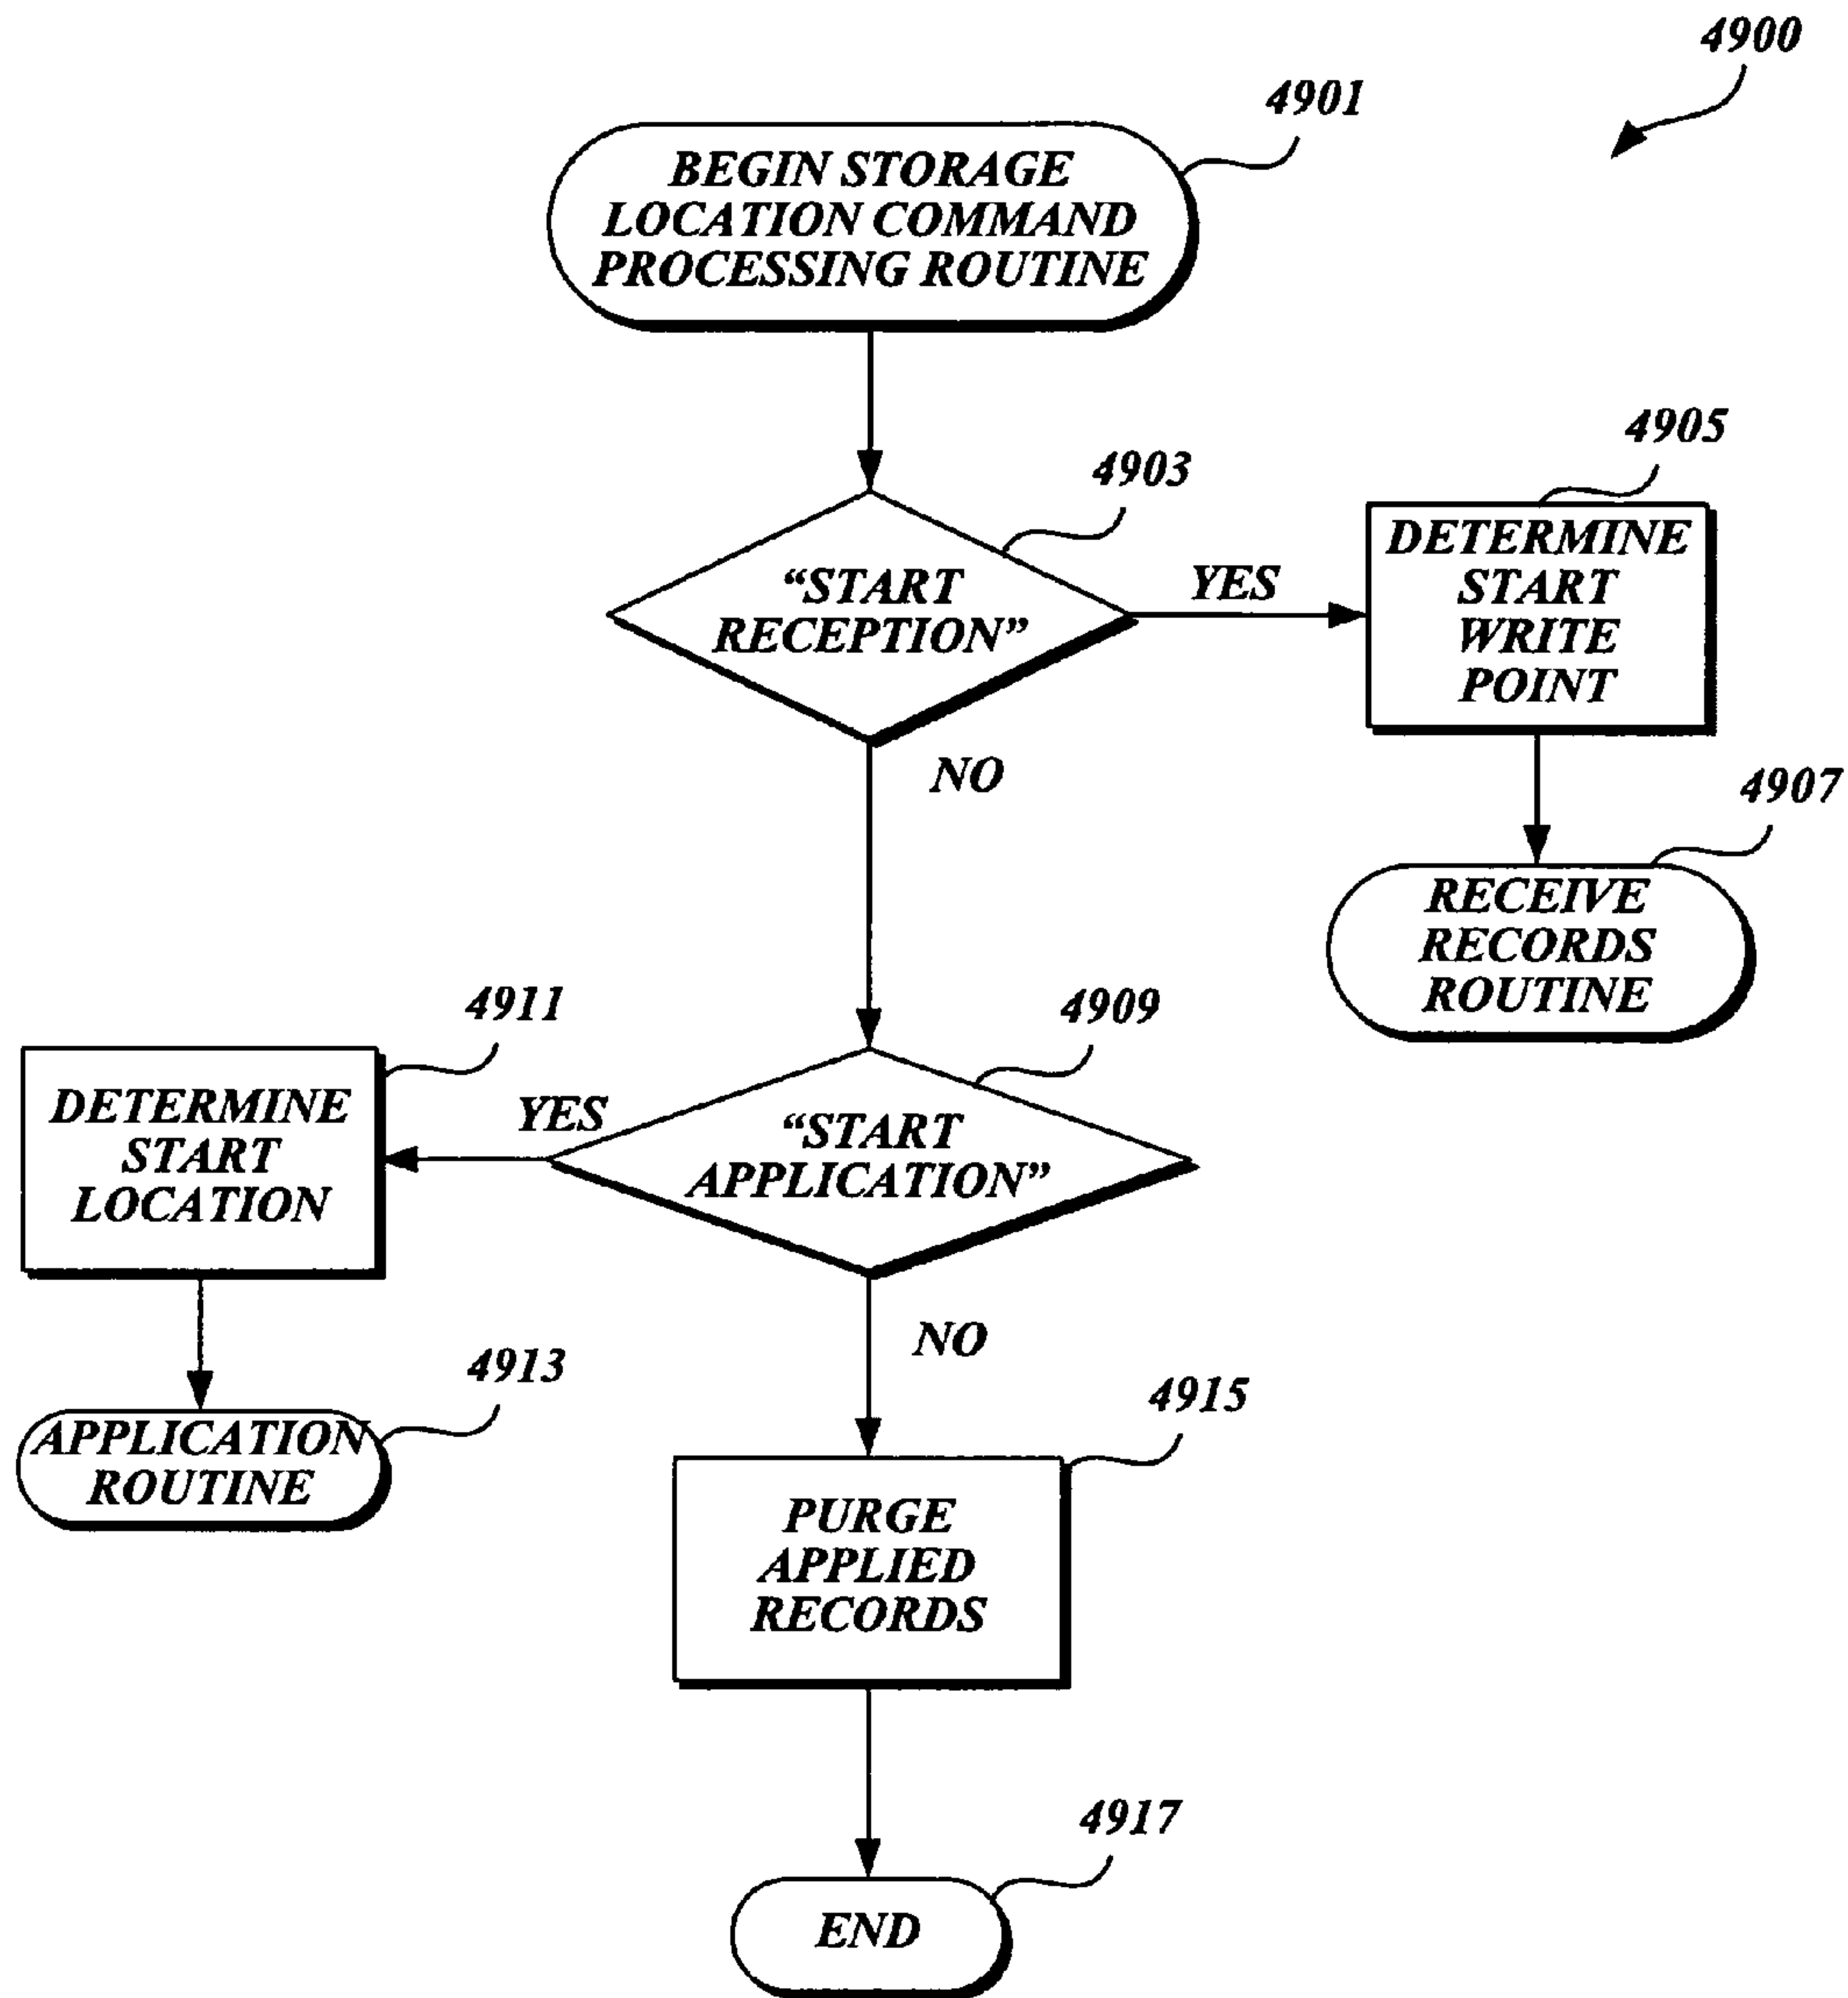 4900
4901
BEGIN STORAGE
LOCATION COMMAND
PROCESSING ROUTINE
4903
“START
RECEPTION”
YES
NO
4905
DETERMINE
START
WRITE
POINT
4907
RECEIVE
RECORDS
ROUTINE
4909
“START
APPLICATION”
YES
NO
4911
DETERMINE
START
LOCATION
4913
APPLICATION
ROUTINE
4915
PURGE
APPLIED
RECORDS
4917
END